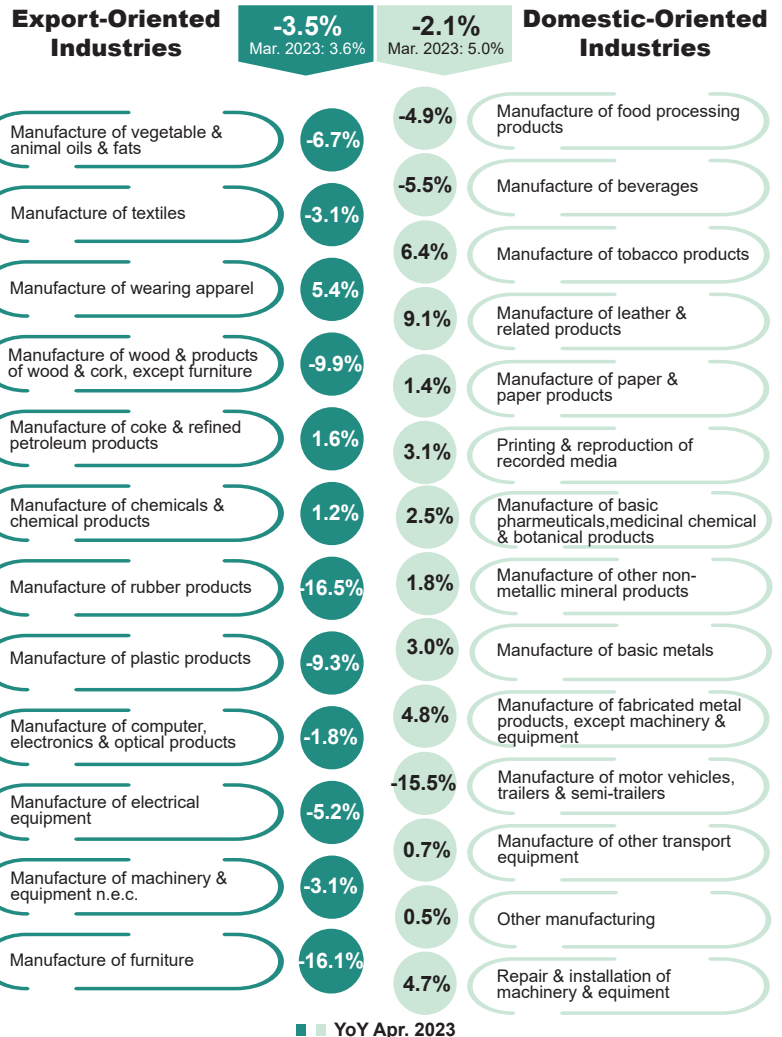 Export-Oriented
Industries
-3.5%
Mar. 2023: 3.6%
-2.1%
Mar. 2023: 5.0%
Domestic-Oriented
Industries
Manufacture of vegetable &
animal oils & fats
-6.7%
Manufacture of textiles
-3.1%
Manufacture of wearing apparel
5.4%
Manufacture of wood & products
of wood & cork, except furniture
-9.9%
Manufacture of coke & refined
petroleum products
1.6%
Manufacture of chemicals &
chemical products
1.2%
Manufacture of rubber products
-16.5%
Manufacture of plastic products
-9.3%
Manufacture of computer,
electronics & optical products
-1.8%
Manufacture of electrical
equipment
-5.2%
Manufacture of machinery &
equipment n.e.c.
-3.1%
Manufacture of furniture
-16.1%
-4.9%
Manufacture of food processing
products
-5.5%
Manufacture of beverages
6.4%
Manufacture of tobacco products
9.1%
Manufacture of leather &
related products
1.4%
Manufacture of paper &
paper products
3.1%
Printing & reproduction of
recorded media
2.5%
Manufacture of basic
pharmeuticals,medicinal chemical
& botanical products
1.8%
Manufacture of other non-
metallic mineral products
3.0%
Manufacture of basic metals
4.8%
Manufacture of fabricated metal
products, except machinery &
equipment
-15.5%
Manufacture of motor vehicles,
trailers & semi-trailers
0.7%
Manufacture of other transport
equipment
0.5%
Other manufacturing
4.7%
Repair & installation of
machinery & equiment
YoY Apr. 2023